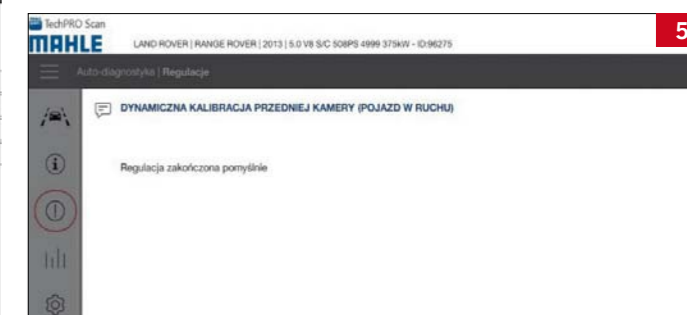 TechPRO Scan
MAHLE
LAND ROVER | RANGE ROVER | 2013 | 5.0 V8 S/C 508PS 4999 375kW - ID:96275
5
Auto-diagnostyka | Regulacje
DYNAMICZNA KALIBRACJA PRZEDNIEJ KAMERY (POJAZD W RUCHU)
Regulacja zakończona pomyślnie